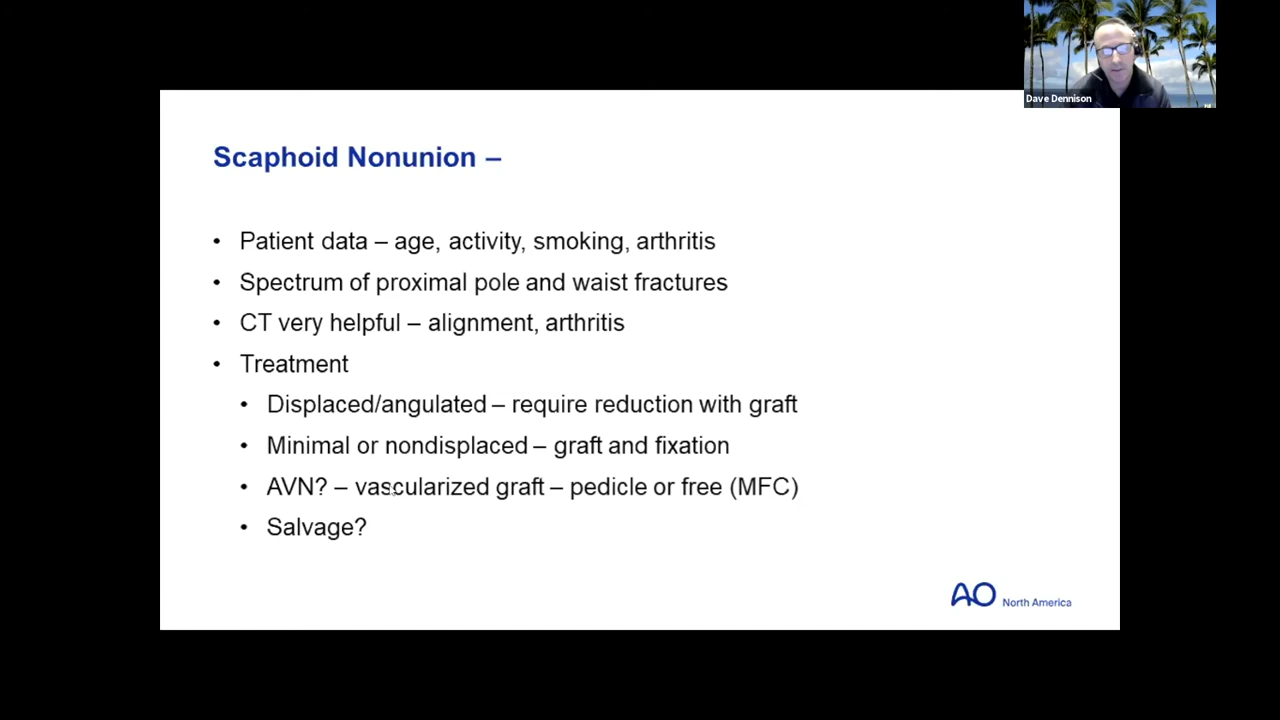 Dave Dennison
Scaphoid Nonunion –
• Patient data – age, activity, smoking, arthritis
• Spectrum of proximal pole and waist fractures
• CT very helpful – alignment, arthritis
• Treatment
• Displaced/angulated – require reduction with graft
• Minimal or nondisplaced – graft and fixation
• AVN? – vascularized graft – pedicle or free (MFC)
• Salvage?
AO North America